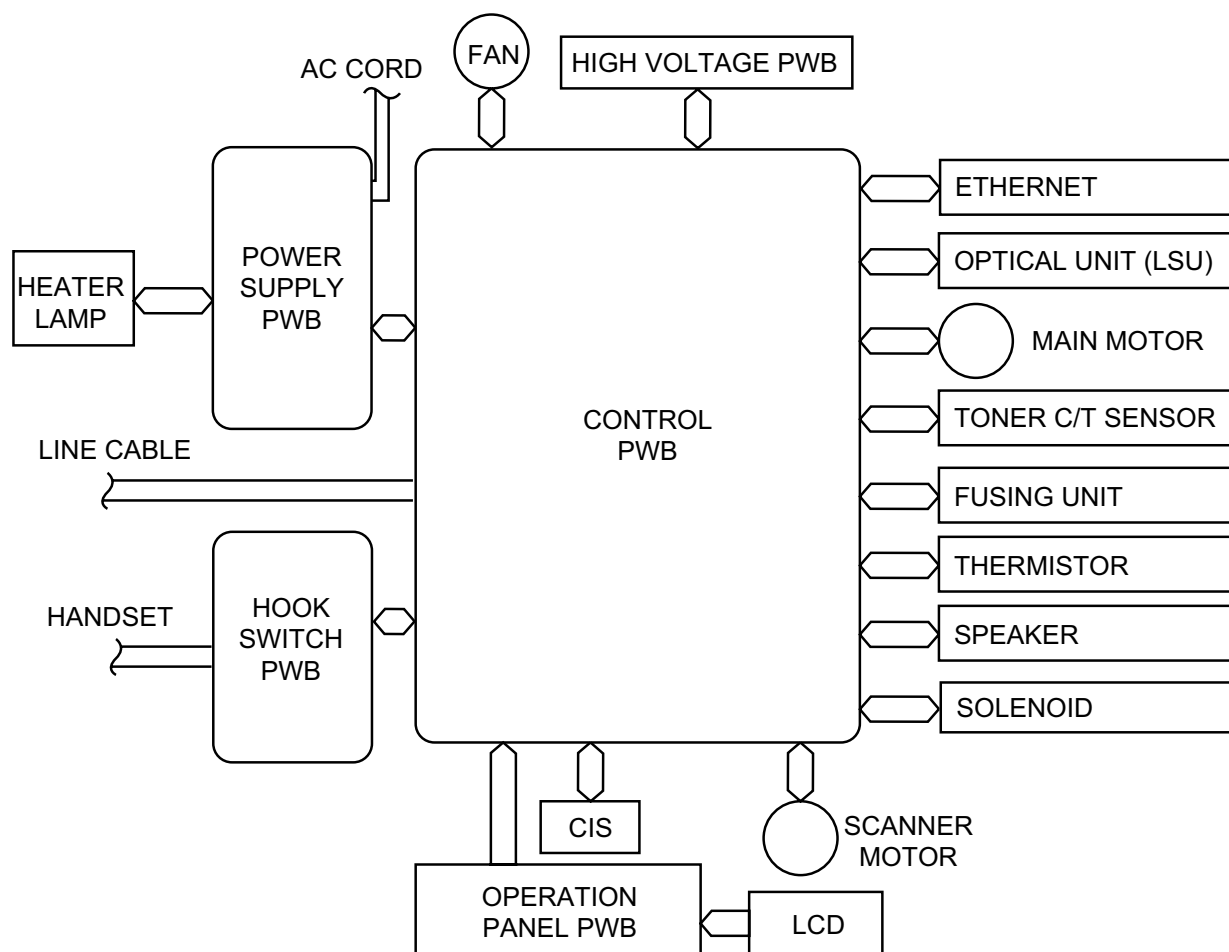 FAN
HIGH VOLTAGE PWB
AC CORD
ETHERNET
POWER
SUPPLY
PWB
OPTICAL UNIT (LSU)
HEATER
LAMP
MAIN MOTOR
CONTROL
PWB
TONER C/T SENSOR
LINE CABLE
FUSING UNIT
THERMISTOR
HANDSET
HOOK
SWITCH
PWB
SPEAKER
SOLENOID
CIS
SCANNER
MOTOR
OPERATION
PANEL PWB
LCD